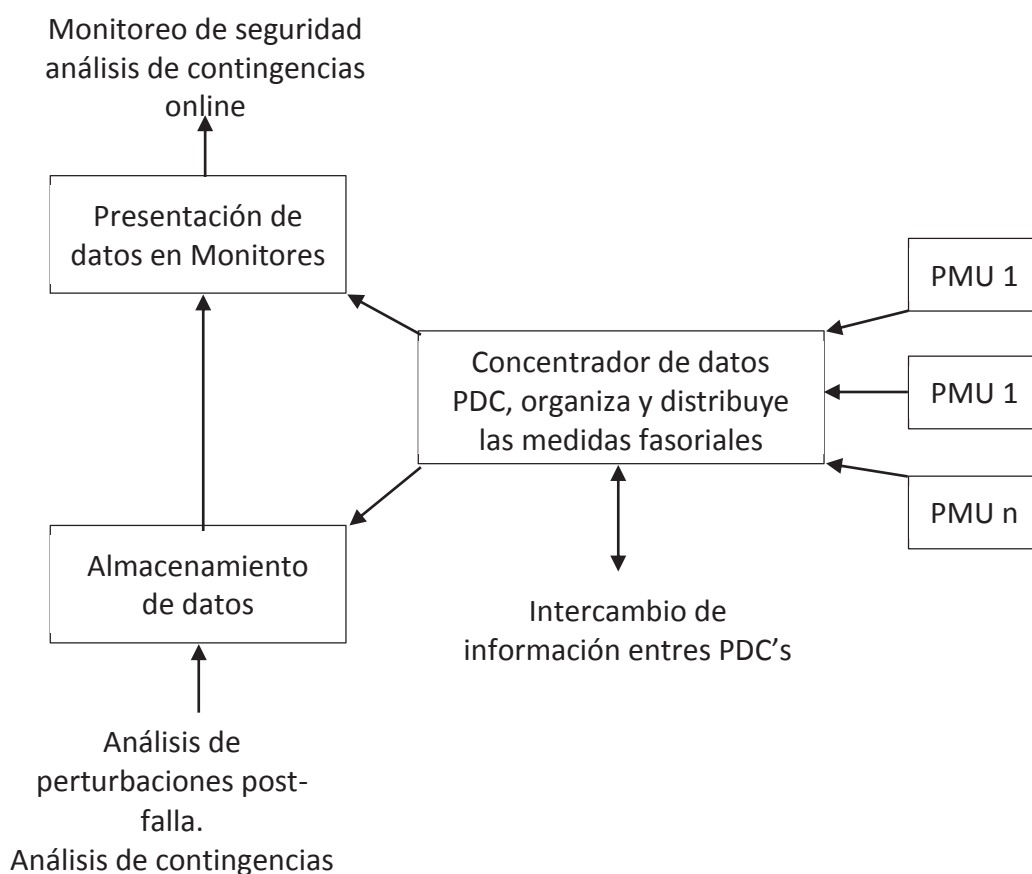 Monitoreo de seguridad
análisis de contingencias
online
Presentación de
datos en Monitores
PMU 1
Concentrador de datos
PDC, organiza y distribuye
las medidas fasoriales
PMU 1
PMU n
Almacenamiento
de datos
Intercambio de
información entres PDC’s
Análisis de
perturbaciones post-
falla.
Análisis de contingencias